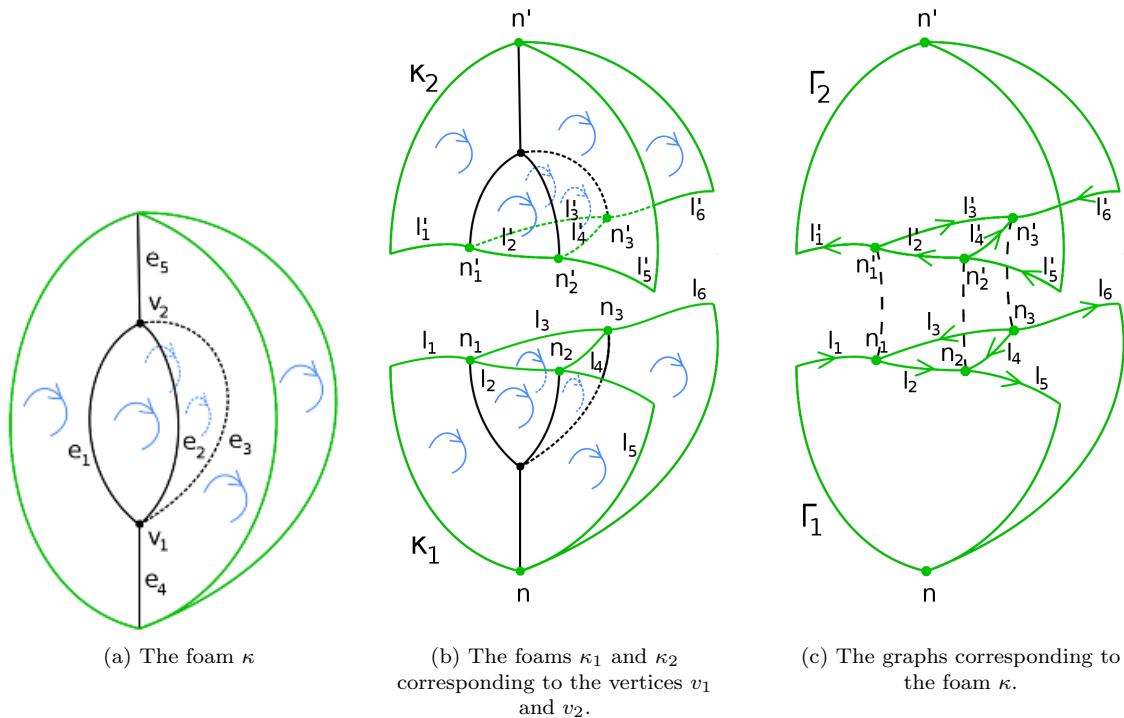 e₅
v₂
e₁
e₂
e₃
v₁
e₄
(a) The foam κ
n'
κ₂
l'₁
l'₂
l'₃
l'₄
l'₆
n'₁
n'₂
n'₃
l'₅
l₁
n₁
l₃
n₃
l₆
n₂
l₂
l₄
l₅
κ₁
n
(b) The foams κ₁ and κ₂
corresponding to the vertices v₁
and v₂.
n'
Γ₂
l'₁
l'₂
l'₃
l'₄
l'₆
n'₁
n'₂
n'₃
l'₅
l₁
n₁
l₃
n₃
l₆
n₂
l₂
l₄
l₅
Γ₁
n
(c) The graphs corresponding to
the foam κ.